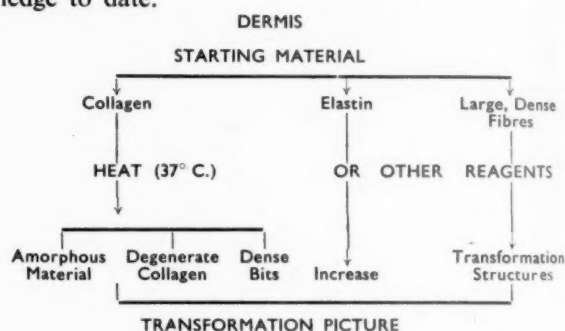 ledge to date.
DERMIS
STARTING MATERIAL
Collagen Elastin Large, Dense
Fibres
HEAT (37° C.) OR OTHER REAGENTS
Amorphous Degenerate Dense Transformation
Material Collagen Bits Increase Structures
TRANSFORMATION PICTURE